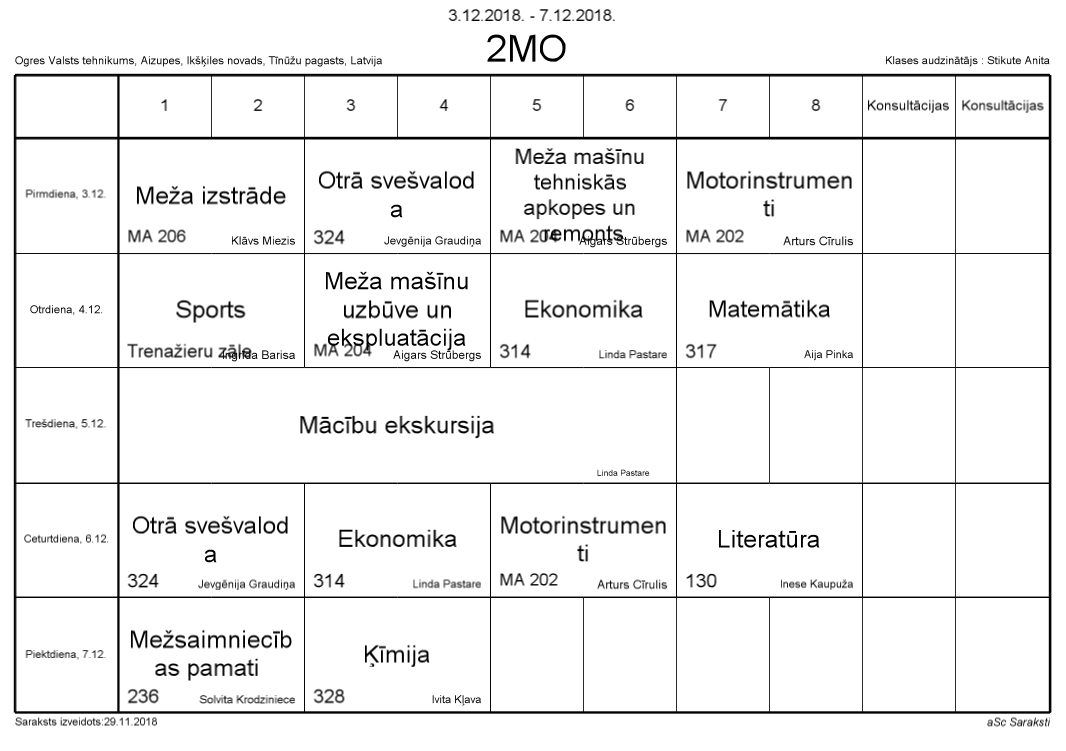 3.12.2018. - 7.12.2018.
2MO
Ogres Valsts tehnikums, Aizupes, Ikšķiles novads, Tīnūžu pagasts, Latvija
Klases audzinātājs : Stikute Anita
1 2 3 4 5 6 7 8 Konsultācijas Konsultācijas
Pirmdiena, 3.12.
Meža izstrāde
MA 206 Klāvs Miezis
Otrā svešvalod
a
324 Jevgēnija Graudiņa
Meža mašīnu
tehniskās
apkopes un
remonts
MA 204 Aigars Strūbergs
Motorinstrumen
ti
MA 202 Arturs Cīrulis
Otrdiena, 4.12.
Sports
Trenažieru zāle Ingrīda Barisa
Meža mašīnu
uzbūve un
ekspluatācija
MA 204 Aigars Strūbergs
Ekonomika
314 Linda Pastare
Matemātika
317 Aija Pinka
Trešdiena, 5.12.
Mācību ekskursija
Linda Pastare
Ceturtdiena, 6.12.
Otrā svešvalod
a
324 Jevgēnija Graudiņa
Ekonomika
314 Linda Pastare
Motorinstrumen
ti
MA 202 Arturs Cīrulis
Literatūra
130 Inese Kaupuža
Piektdiena, 7.12.
Mežsaimniecīb
as pamati
236 Solvita Krodziniece
Ķīmija
328 Ivita Kļava
Saraksts izveidots:29.11.2018
aSc Saraksti